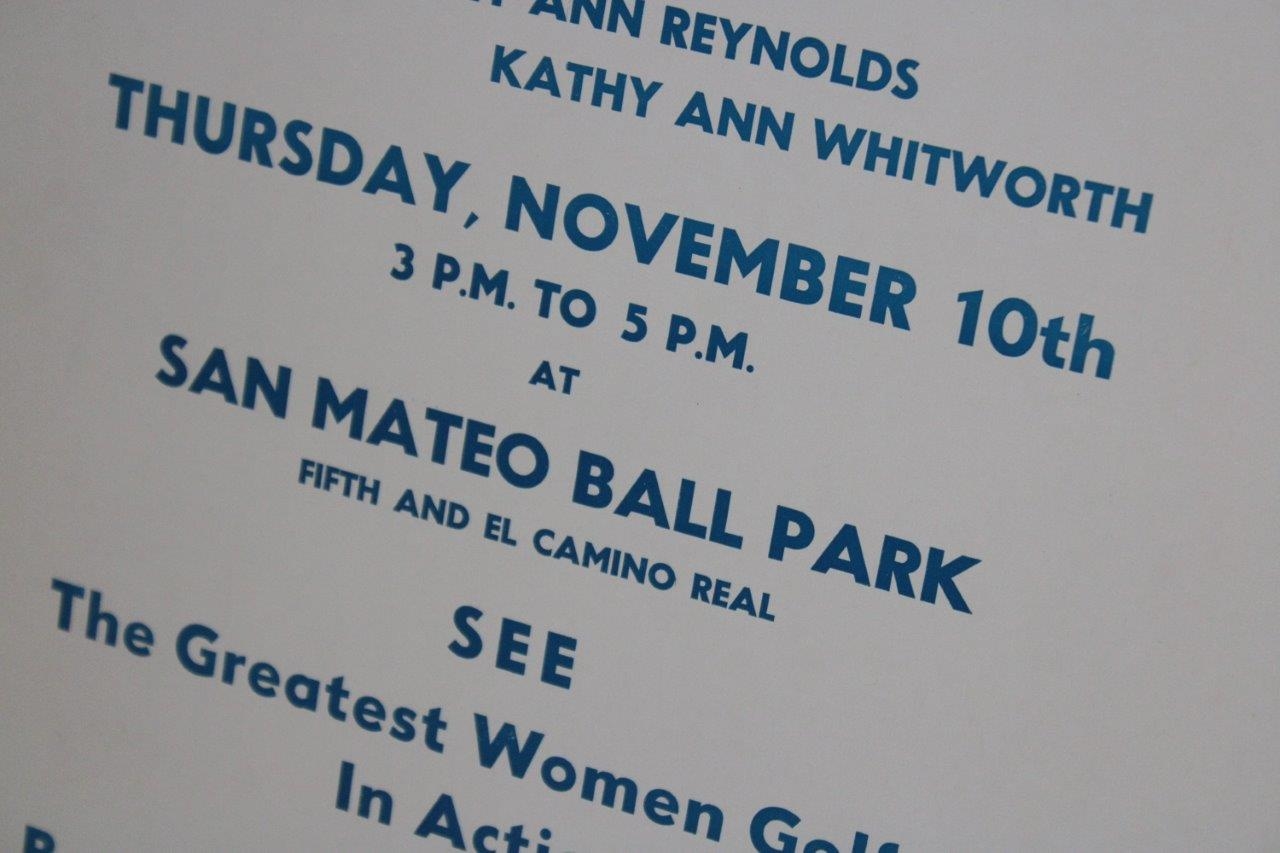 ANN REYNOLDS
KATHY ANN WHITWORTH
THURSDAY, NOVEMBER 10th
3 P.M. TO 5 P.M.
AT
SAN MATEO BALL PARK
FIFTH AND EL CAMINO REAL
SEE
The Greatest Women
In